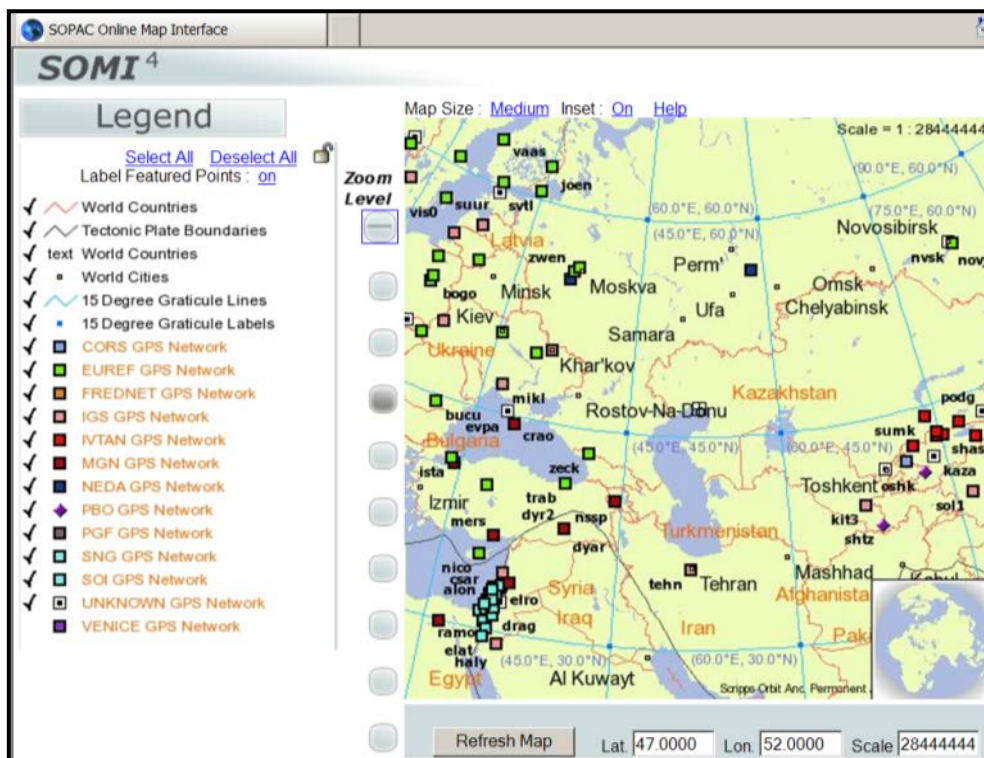 SOPAC Online Map Interface
SOMI 4
Legend
Select All Deselect All
Label Featured Points : on
World Countries
Tectonic Plate Boundaries
text World Countries
World Cities
15 Degree Graticule Lines
15 Degree Graticule Labels
CORS GPS Network
EUREF GPS Network
FREDNET GPS Network
IGS GPS Network
IVTAN GPS Network
MGN GPS Network
NEDA GPS Network
PBO GPS Network
PGF GPS Network
SNG GPS Network
SOI GPS Network
UNKNOWN GPS Network
VENICE GPS Network
Zoom
Level
Map Size : Medium Inset : On Help
Scale = 1 : 28444444
vaas
joen
(90.0°E, 60.0°N)
vis0 suur svtl
(60.0°E, 60.0°N)
(75.0°E, 60.0°N)
Latvia
(45.0°E, 60.0°N)
Novosibirsk
zwen
Perm'
nvsk
bogo Minsk Moskva
Omsk
Kiev
Ufa
Chelyabinsk
Ukraine
Samara
Khar'kov
mikl
Kazakhstan
podg
bucu
evpa
Rostov-Na-Donu
Bulgaria
crao
(45.0°E, 45.0°N)
(60.0°E, 45.0°N)
sumk
shas
ista
zeck
kaza
Izmir
trab
Toshkent
oshk
sol1
mers
dyr2
nssp
kit3
dyar
Turkmenistan
shtz
nico
csar
alon
Syria
tehn
Tehran
Mashhad
Kabul
elro
Afghanistan
ramo
drag
Iraq
Iran
elat
haly
(45.0°E, 30.0°N)
(60.0°E, 30.0°N)
Egypt
Al Kuwayt
Refresh Map Lat. 47.0000 Lon. 52.0000 Scale 28444444